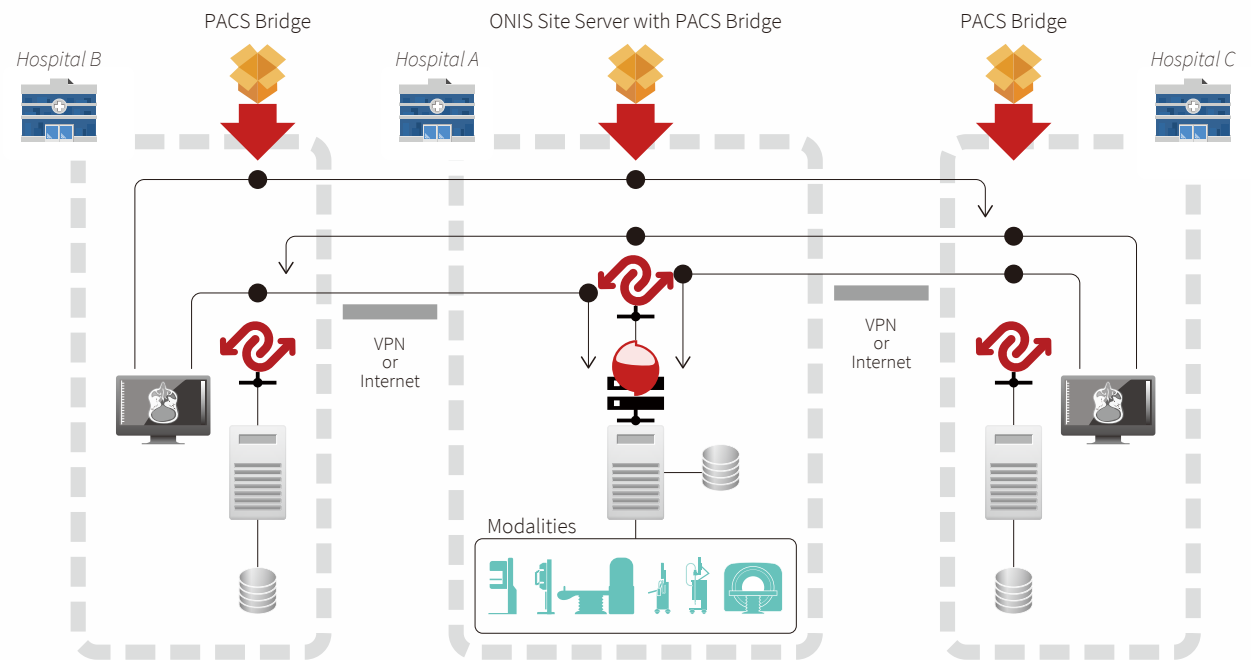 PACS Bridge
ONIS Site Server with PACS Bridge
PACS Bridge
Hospital B
Hospital A
Hospital C
VPN
or
Internet
VPN
or
Internet
Modalities